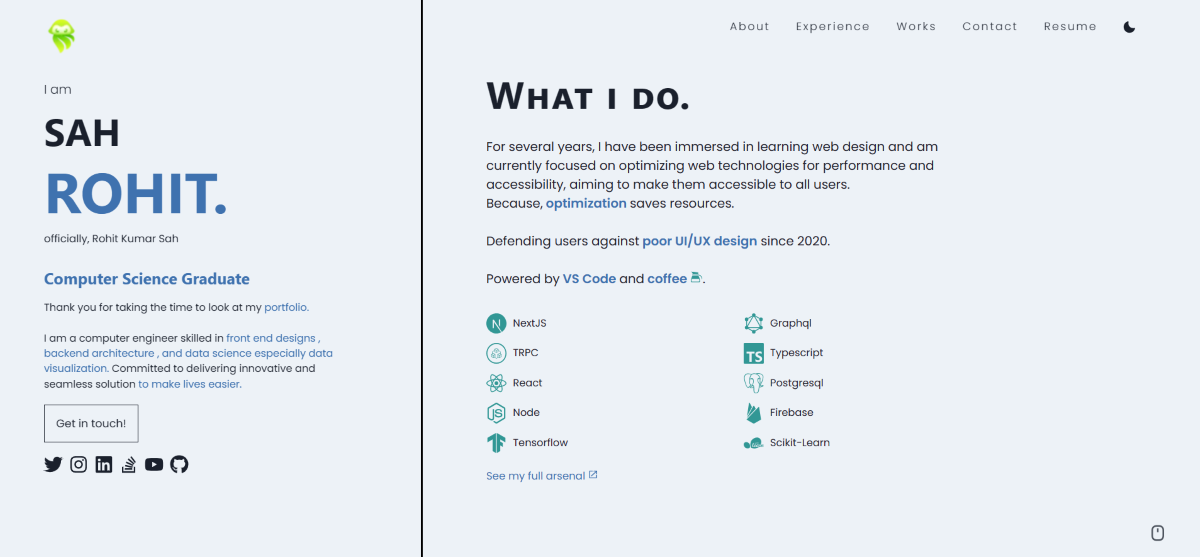 I am
SAH
ROHIT.
officially, Rohit Kumar Sah
Computer Science Graduate
Thank you for taking the time to look at my portfolio.
I am a computer engineer skilled in front end designs ,
backend architecture , and data science especially data
visualization. Committed to delivering innovative and
seamless solution to make lives easier.
Get in touch!
About Experience Works Contact Resume
WHAT I DO.
For several years, I have been immersed in learning web design and am
currently focused on optimizing web technologies for performance and
accessibility, aiming to make them accessible to all users.
Because, optimization saves resources.
Defending users against poor UI/UX design since 2020.
Powered by VS Code and coffee .
N NextJS
Graphql
TRPC
TS Typescript
React
Postgresql
JS Node
Firebase
Tensorflow
Scikit-Learn
See my full arsenal